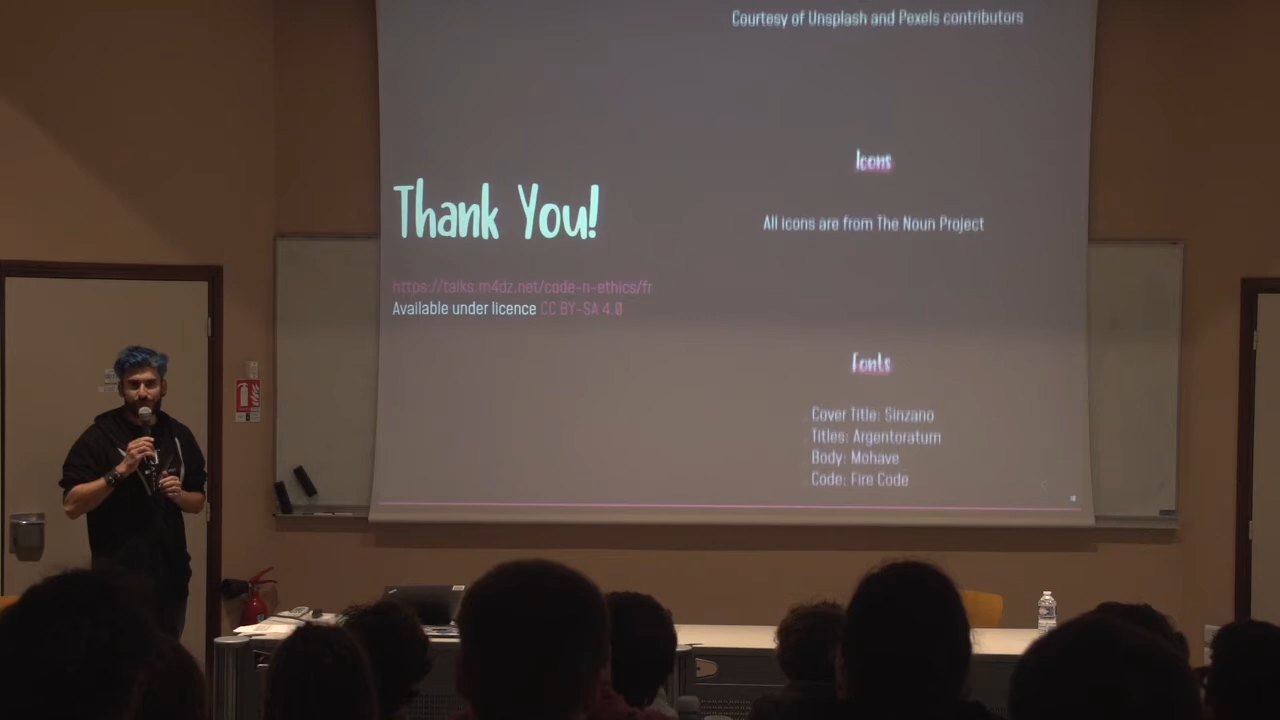 Courtesy of Unsplash and Pexels contributors
Icons
All icons are from The Noun Project
Thank You!
https://talks.m4dz.net/code-n-ethics/fr
Available under licence CC BY-SA 4.0
Fonts
Cover Title: Sinzano
Titles: Argentoratum
Body: Mohave
Code: Fire Code